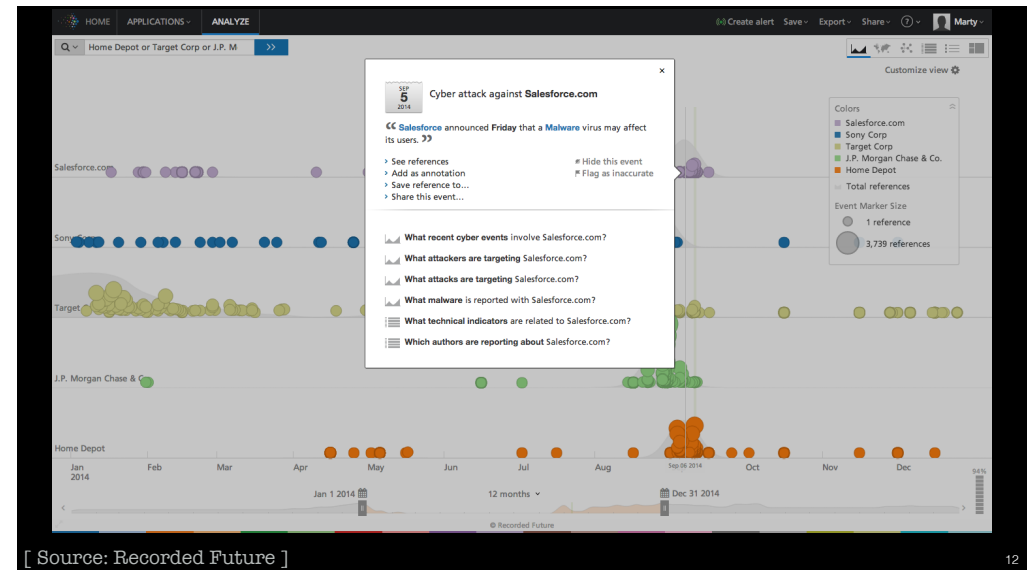 HOME APPLICATIONS ANALYZE Create alert Save Export Share ? Marty
Home Depot or Target Corp or J.P. M >>
Customize view
×
SEP
5
2014
Cyber attack against Salesforce.com
“ Salesforce announced Friday that a Malware virus may affect
its users. ”
› See references
› Add as annotation
› Save reference to...
› Share this event...
Hide this event
Flag as inaccurate
What recent cyber events involve Salesforce.com?
What attackers are targeting Salesforce.com?
What attacks are targeting Salesforce.com?
What malware is reported with Salesforce.com?
What technical indicators are related to Salesforce.com?
Which authors are reporting about Salesforce.com?
Colors
Salesforce.com
Sony Corp
Target Corp
J.P. Morgan Chase & Co.
Home Depot
Total references
Event Marker Size
1 reference
3,739 references
Salesforce.com
Sony
Target
J.P. Morgan Chase &
Home Depot
Jan Feb Mar Apr May Jun Jul Aug Sep 06 2014 Oct Nov Dec
2014
94%
Jan 1 2014 12 months Dec 31 2014
© Recorded Future
[ Source: Recorded Future ]
12